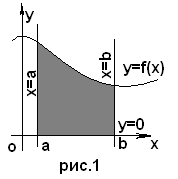 y
x=a
x=b
y=f(x)
y=0
o a b x
рис.1